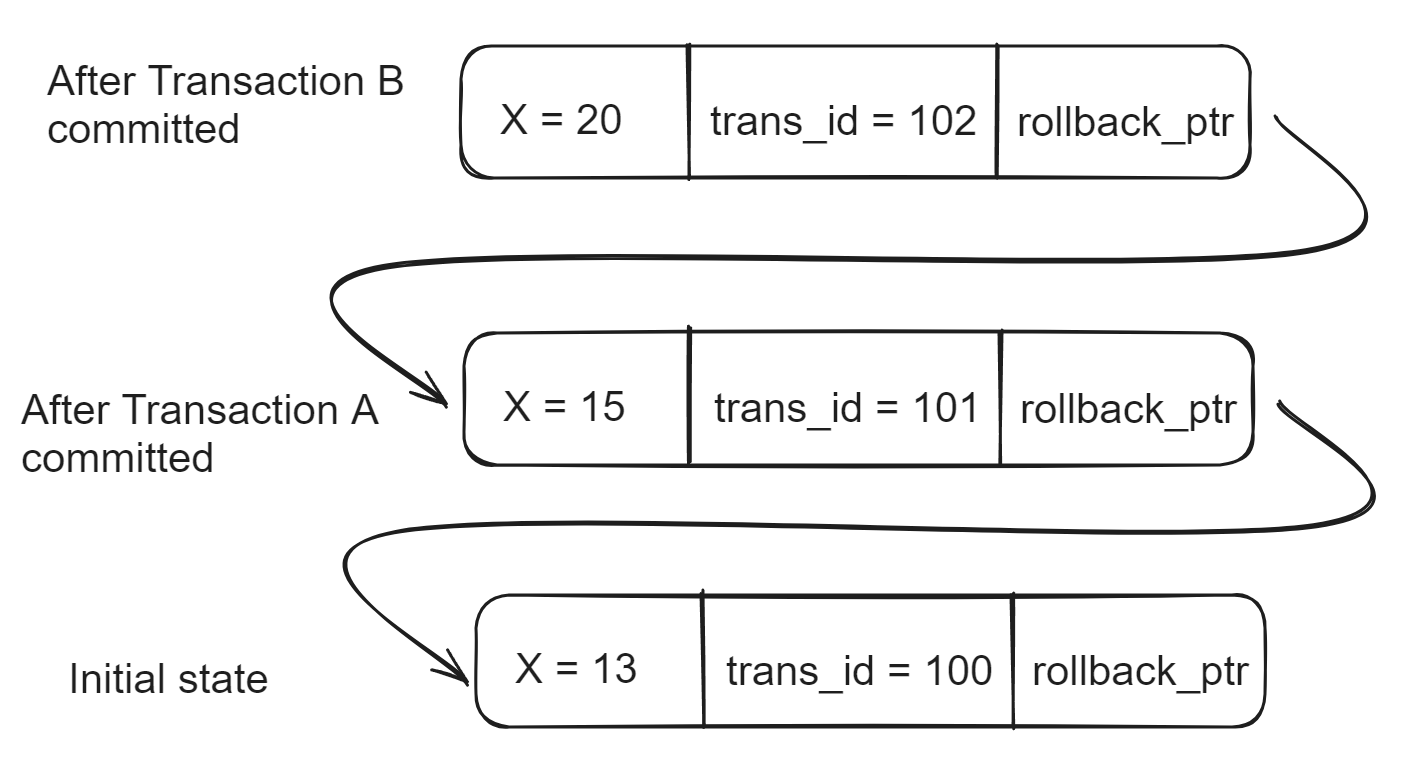 After Transaction B
committed
X = 20
trans_id = 102
rollback_ptr
After Transaction A
committed
X = 15
trans_id = 101
rollback_ptr
Initial state
X = 13
trans_id = 100
rollback_ptr